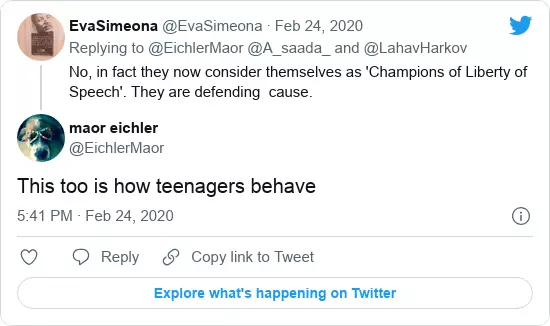 EvaSimeona @EvaSimeona · Feb 24, 2020
Replying to @EichlerMaor @A_saada_ and @LahavHarkov
No, in fact they now consider themselves as 'Champions of Liberty of
Speech'. They are defending  cause.
maor eichler
@EichlerMaor
This too is how teenagers behave
5:41 PM · Feb 24, 2020
Reply Copy link to Tweet
Explore what's happening on Twitter